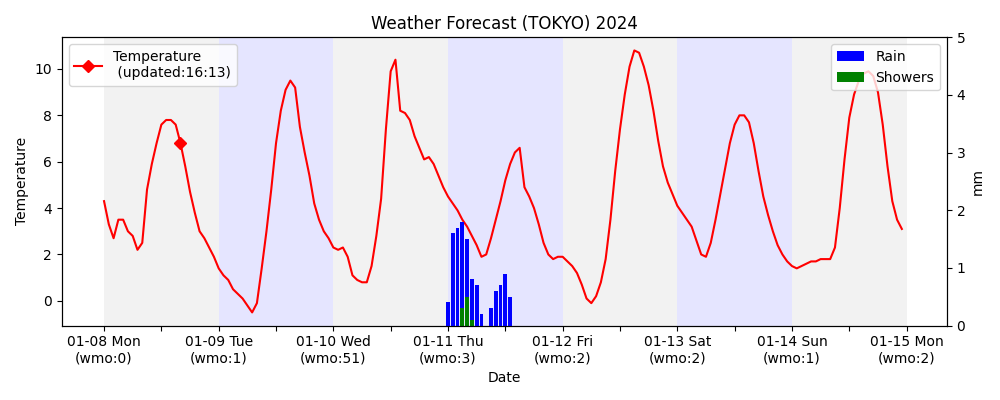 Weather Forecast (TOKYO) 2024
Temperature
(updated:16:13)
Rain
Showers
Temperature
10
8
6
4
2
0
5
4
3
2
1
0
mm
01-08 Mon
(wmo:0)
01-09 Tue
(wmo:1)
01-10 Wed
(wmo:51)
01-11 Thu
(wmo:3)
01-12 Fri
(wmo:2)
01-13 Sat
(wmo:2)
01-14 Sun
(wmo:1)
01-15 Mon
(wmo:2)
Date